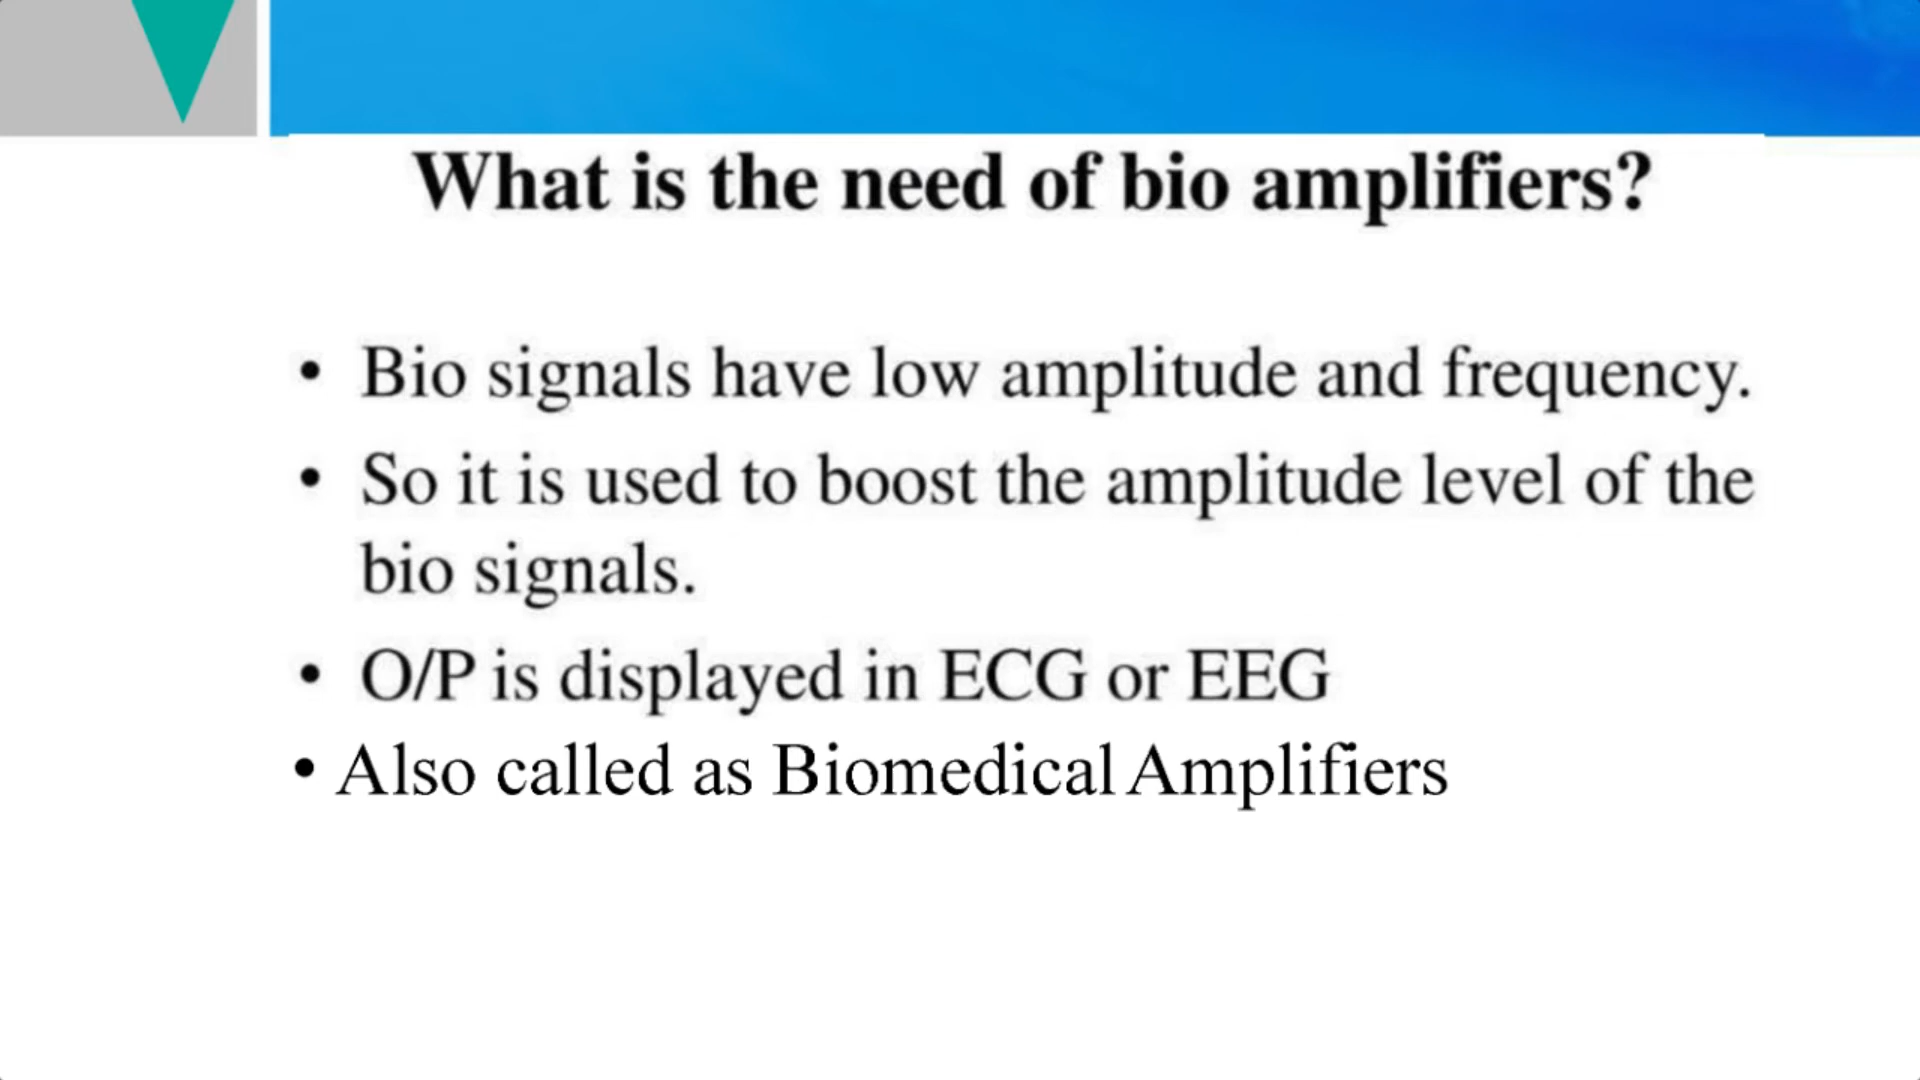 What is the need of bio amplifiers?
• Bio signals have low amplitude and frequency.
• So it is used to boost the amplitude level of the
bio signals.
• O/P is displayed in ECG or EEG
• Also called as Biomedical Amplifiers